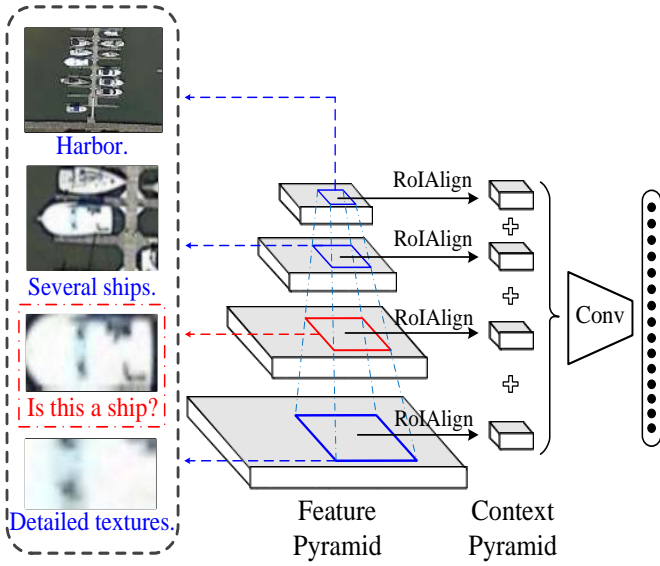 Harbor.
Several ships.
Is this a ship?
Detailed textures.
RoIAlign
RoIAlign
RoIAlign
RoIAlign
Conv
Feature
Pyramid
Context
Pyramid